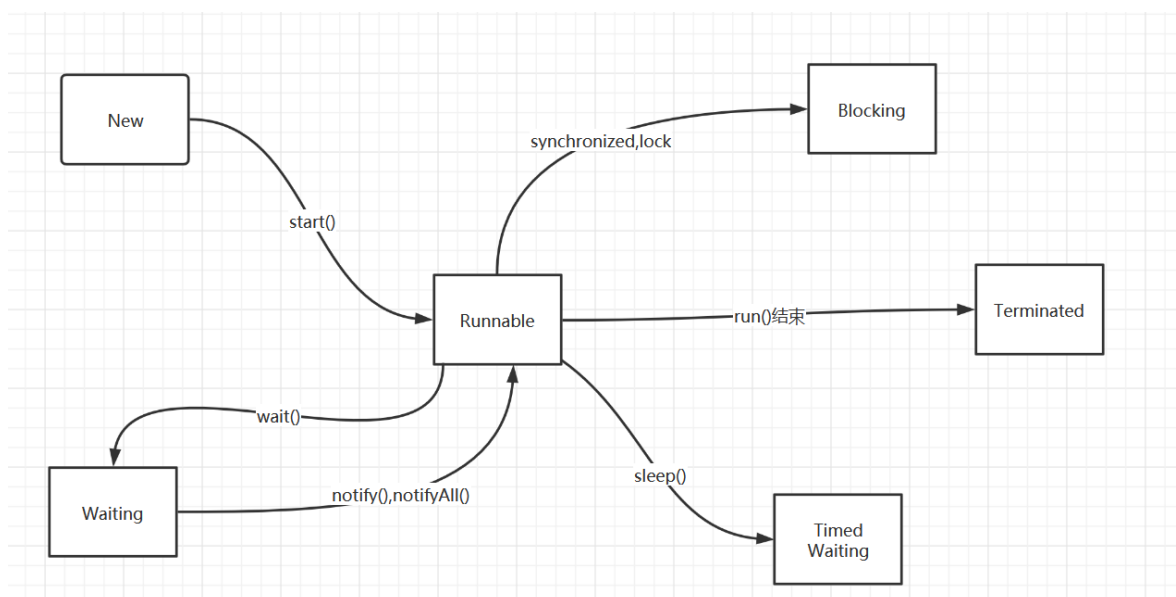 New
Blocking
synchronized,lock
start()
Runnable
run()结束
Terminated
wait()
Waiting
notify(),notifyAll()
sleep()
Timed
Waiting